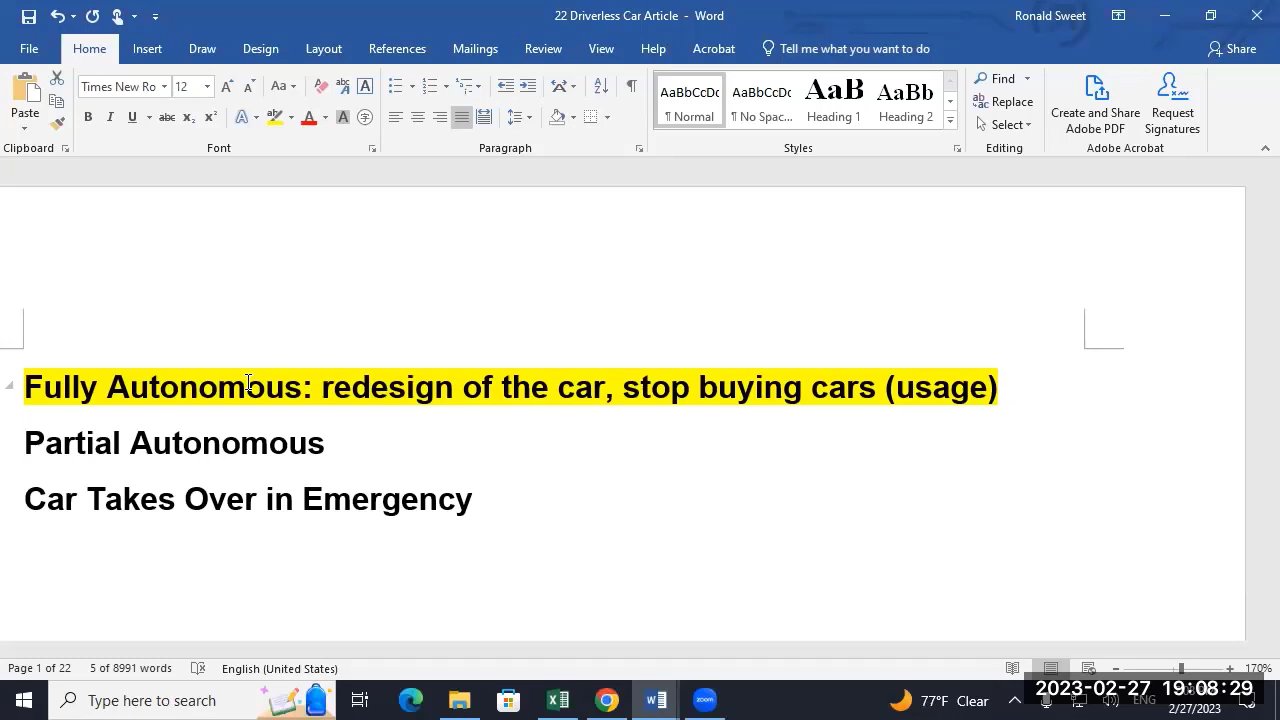 22 Driverless Car Article - Word
Ronald Sweet
File Home Insert Draw Design Layout References Mailings Review View Help Acrobat Tell me what you want to do Share
Paste
Times New Ro 12
Aa
B I U abc x₂ x² A
AaBbCcDc AaBbCcDc AaB AaBb
¶ Normal ¶ No Spac... Heading 1 Heading 2
Find
Replace
Select
Create and Share Adobe PDF
Request Signatures
Clipboard Font Paragraph Styles Editing Adobe Acrobat
Fully Autonomous: redesign of the car, stop buying cars (usage)
Partial Autonomous
Car Takes Over in Emergency
Page 1 of 22 5 of 8991 words English (United States) 170%
Type here to search
zoom
77°F Clear
ENG
2023-02-27 19:08:29
2/27/2023